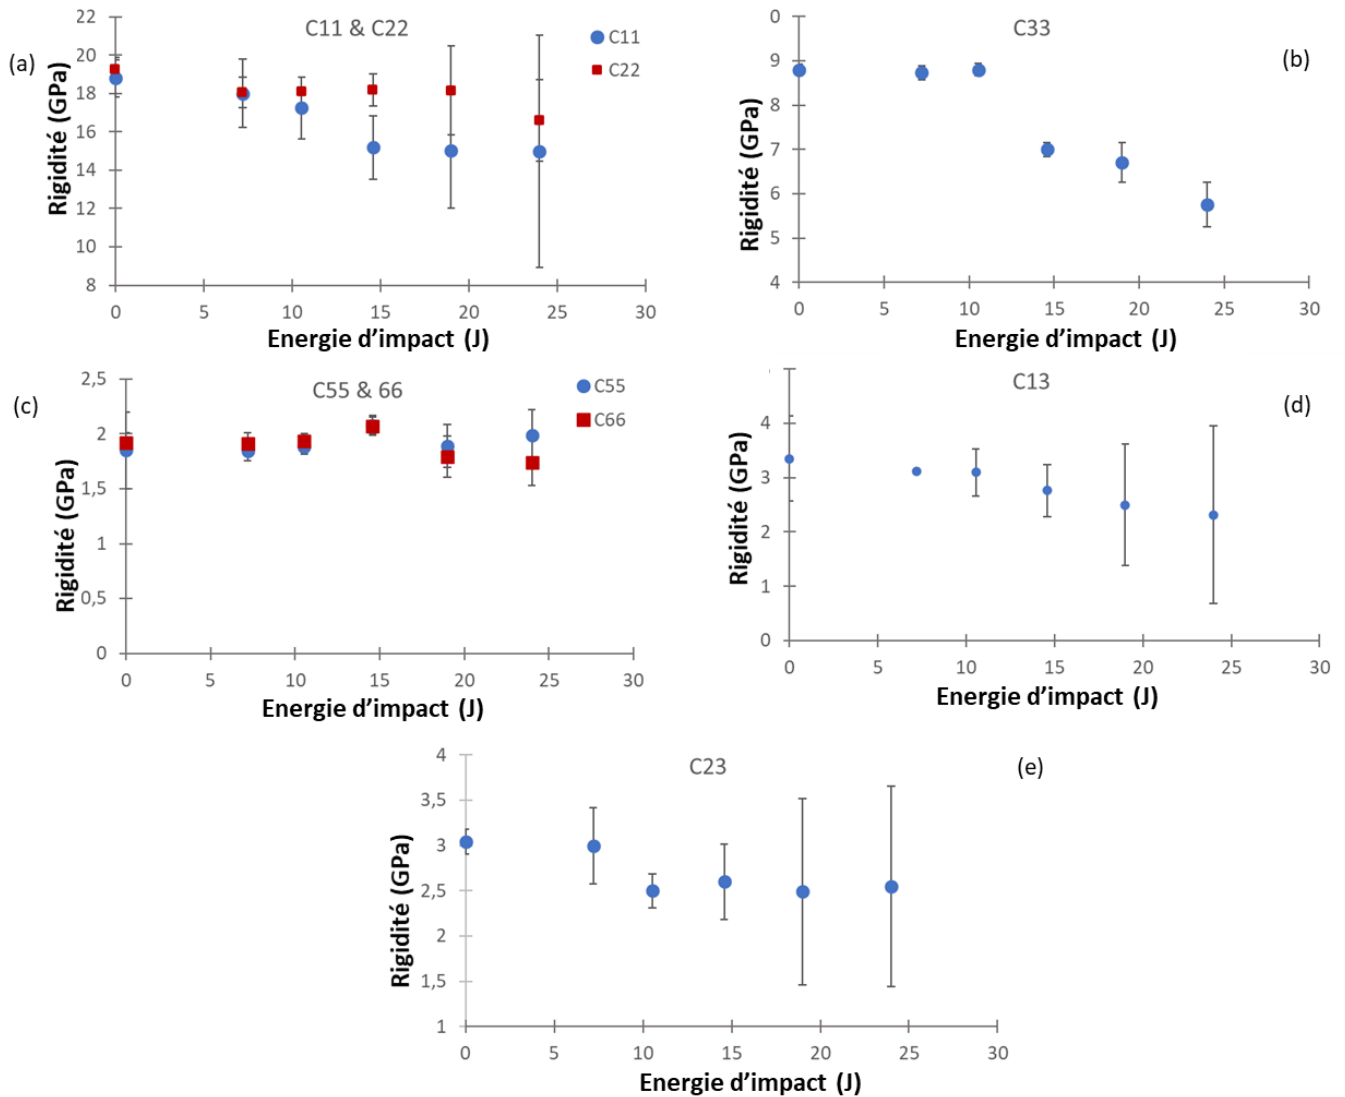 (a)
C11 & C22
C11
C22
Rigidité (GPa)
22
20
18
16
14
12
10
8
0 5 10 15 20 25 30
Energie d’impact (J)
(b)
C33
Rigidité (GPa)
0
9
8
7
6
5
4
0 5 10 15 20 25 30
Energie d’impact (J)
(c)
C55 & 66
C55
C66
Rigidité (GPa)
2,5
2
1,5
1
0,5
0
0 5 10 15 20 25 30
Energie d’impact (J)
(d)
C13
Rigidité (GPa)
4
3
2
1
0
0 5 10 15 20 25 30
Energie d’impact (J)
(e)
C23
Rigidité (GPa)
4
3,5
3
2,5
2
1,5
1
0 5 10 15 20 25 30
Energie d’impact (J)